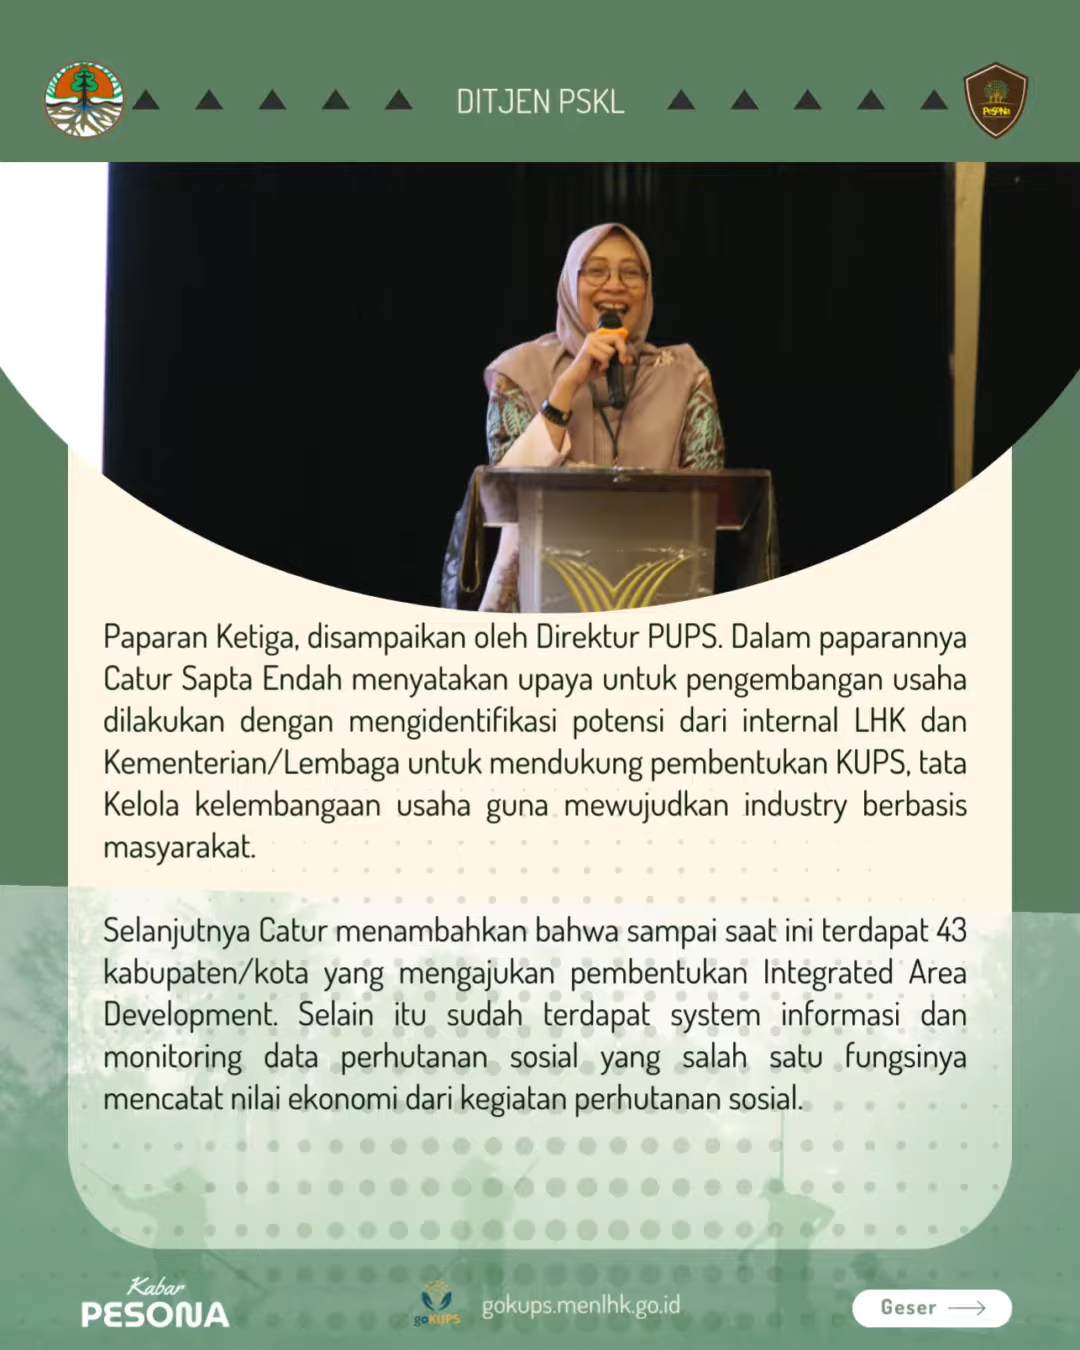 DITJEN PSKL
PeSoNa
Paparan Ketiga, disampaikan oleh Direktur PUPS. Dalam paparannya
Catur Sapta Endah menyatakan upaya untuk pengembangan usaha
dilakukan dengan mengidentifikasi potensi dari internal LHK dan
Kementerian/Lembaga untuk mendukung pembentukan KUPS, tata
Kelola kelembangaan usaha guna mewujudkan industry berbasis
masyarakat.
Selanjutnya Catur menambahkan bahwa sampai saat ini terdapat 43
kabupaten/kota yang mengajukan pembentukan Integrated Area
Development. Selain itu sudah terdapat system informasi dan
monitoring data perhutanan sosial yang salah satu fungsinya
mencatat nilai ekonomi dari kegiatan perhutanan sosial.
Kabar
PESONA
goKUPS
gokups.menlhk.go.id
Geser